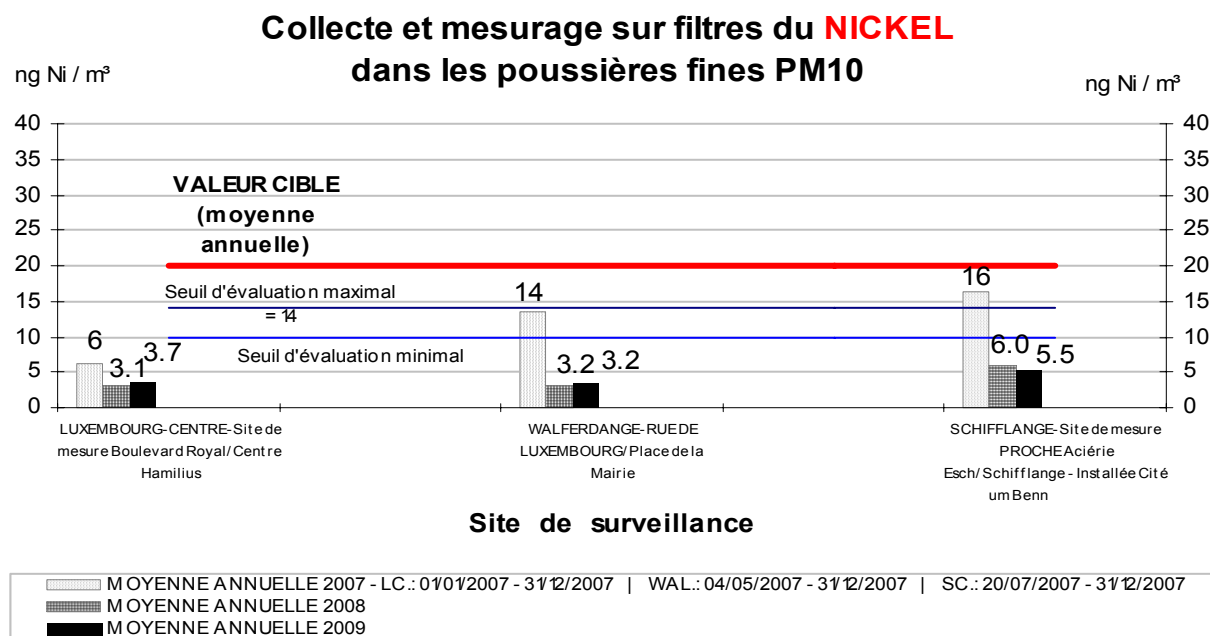 Collecte et mesurage sur filtres du NICKEL
dans les poussières fines PM10
ng Ni / m³
ng Ni / m³
40
35
30
25
20
15
10
5
0
40
35
30
25
20
15
10
5
0
VALEUR CIBLE
(moyenne
annuelle)
Seuil d'évaluation maximal
= 14
Seuil d'évaluation minimal
6
3.1
3.7
14
3.2
3.2
16
6.0
5.5
LUXEMBOURG-CENTRE-Site de
mesure Boulevard Royal/Centre
Hamilius
WALFERDANGE-RUE DE
LUXEMBOURG/Place de la
Mairie
SCHIFFLANGE-Site de mesure
PROCHE Aciérie
Esch/Schifflange - Installée Cité
um Benn
Site de surveillance
MOYENNE ANNUELLE 2007 - LC.: 01/01/2007 - 31/12/2007 | WAL.: 04/05/2007 - 31/12/2007 | SC.: 20/07/2007 - 31/12/2007
MOYENNE ANNUELLE 2008
MOYENNE ANNUELLE 2009